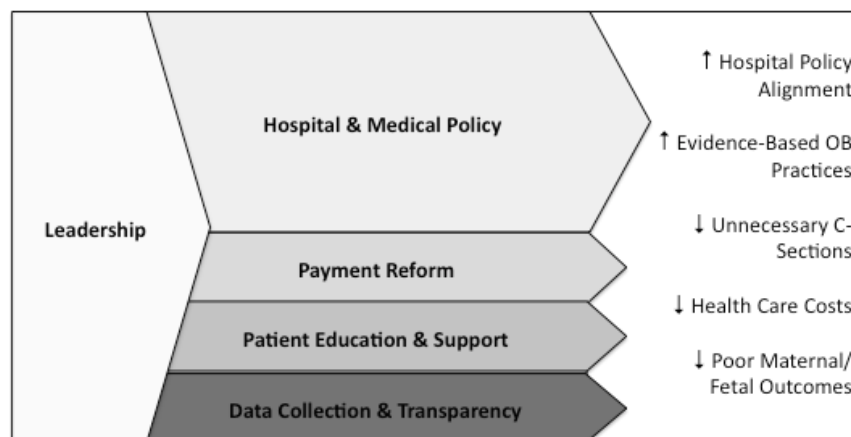 Leadership
Hospital & Medical Policy
Payment Reform
Patient Education & Support
Data Collection & Transparency
↑ Hospital Policy
Alignment
↑ Evidence-Based OB
Practices
↓ Unnecessary C-
Sections
↓ Health Care Costs
↓ Poor Maternal/
Fetal Outcomes